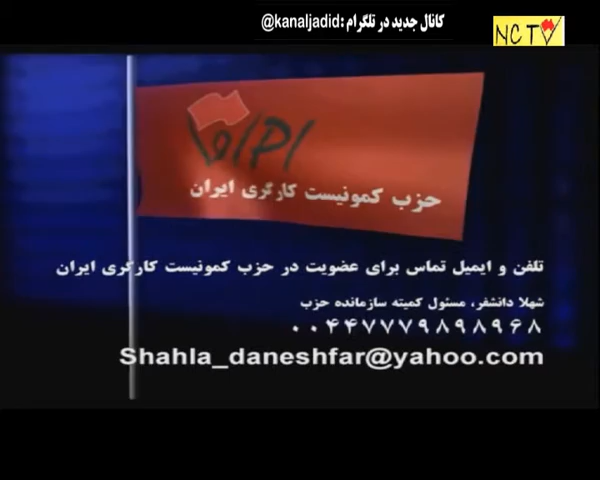 کانال جدید در تلگرام :@kanaljadid
NCTV
WPI
حزب کمونیست کارگری ایران
تلفن و ایمیل تماس برای عضویت در حزب کمونیست کارگری ایران
شهلا دانشفر، مسئول کمیته سازمانده حزب
۰۰۴۴۷۷۷۹۸۹۸۹۶۸
Shahla_daneshfar@yahoo.com